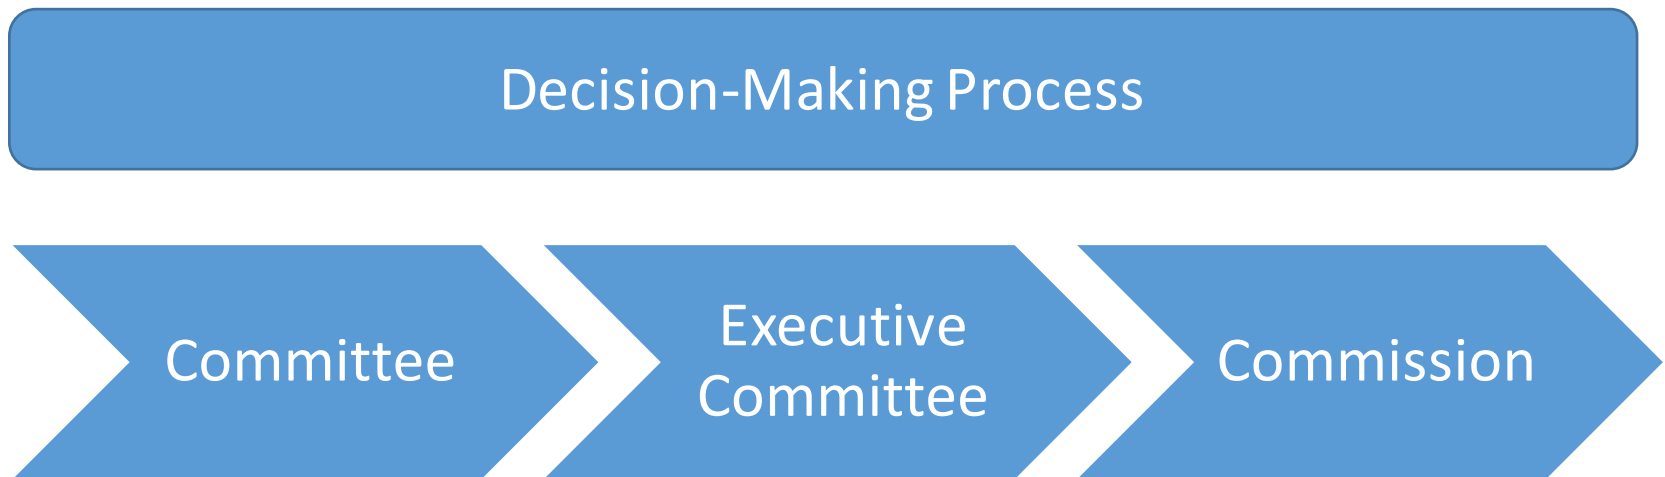 Decision-Making Process
Committee
Executive
Committee
Commission